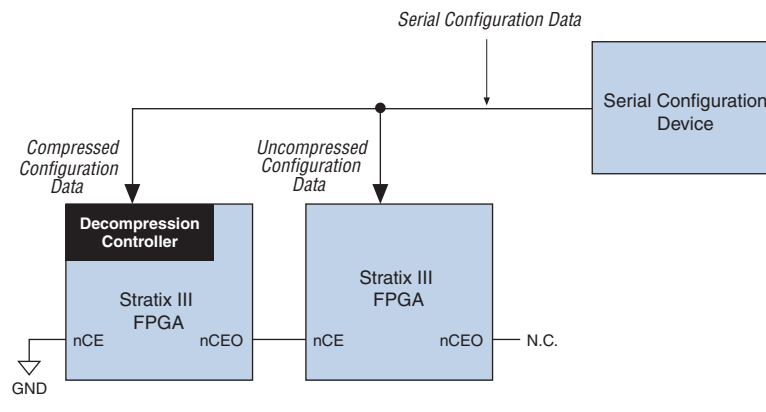 Serial Configuration Data
Serial Configuration
Device
Compressed
Configuration
Data
Uncompressed
Configuration
Data
Decompression
Controller
Stratix III
FPGA
nCE
nCEO
Stratix III
FPGA
nCE
nCEO
N.C.
GND